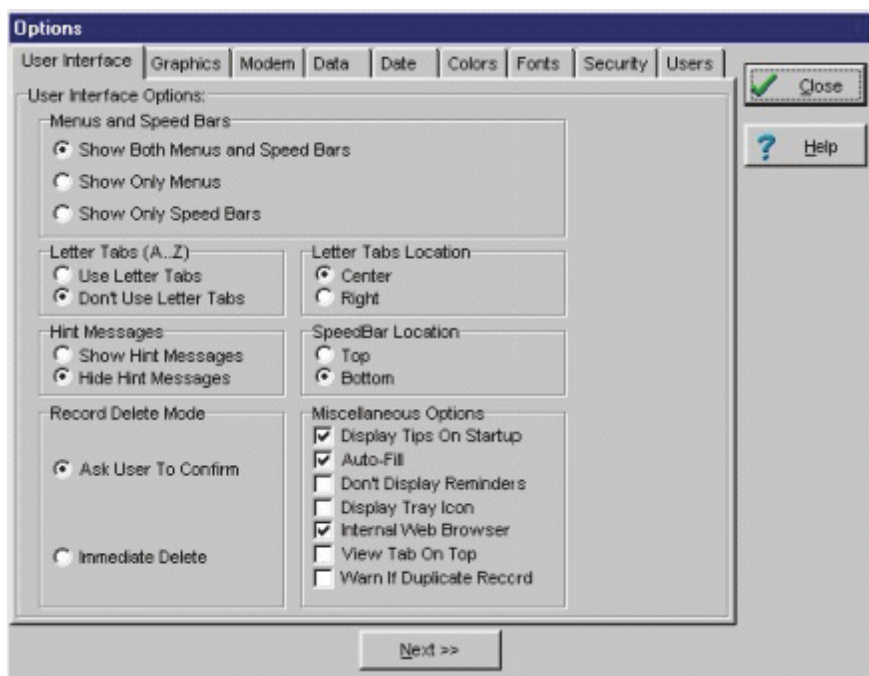 Options
User Interface Graphics Modem Data Date Colors Fonts Security Users
Close
Help
User Interface Options:
Menus and Speed Bars
Show Both Menus and Speed Bars
Show Only Menus
Show Only Speed Bars
Letter Tabs (A..Z)
Use Letter Tabs
Don't Use Letter Tabs
Letter Tabs Location
Center
Right
Hint Messages
Show Hint Messages
Hide Hint Messages
SpeedBar Location
Top
Bottom
Record Delete Mode
Ask User To Confirm
Immediate Delete
Miscellaneous Options
Display Tips On Startup
Auto-Fill
Don't Display Reminders
Display Tray Icon
Internal Web Browser
View Tab On Top
Warn If Duplicate Record
Next >>